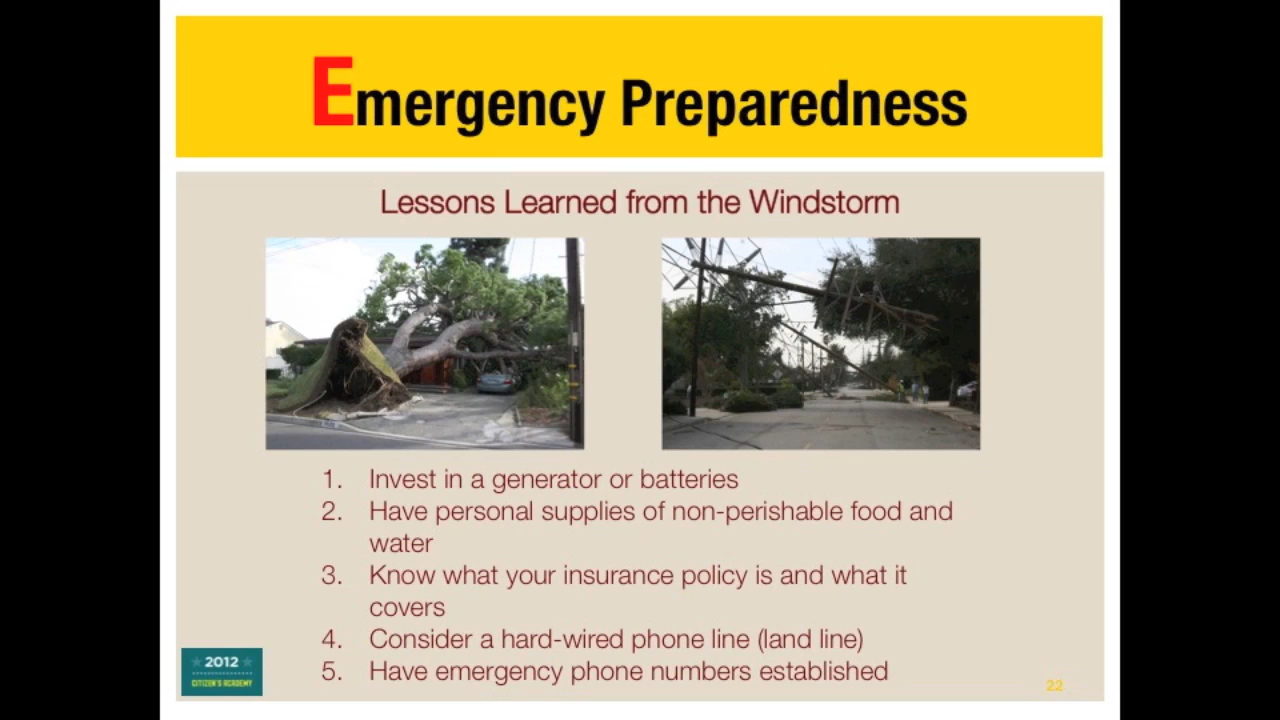 Emergency Preparedness
Lessons Learned from the Windstorm
1. Invest in a generator or batteries
2. Have personal supplies of non-perishable food and
water
3. Know what your insurance policy is and what it
covers
4. Consider a hard-wired phone line (land line)
5. Have emergency phone numbers established
2012
CITIZEN'S ACADEMY
22